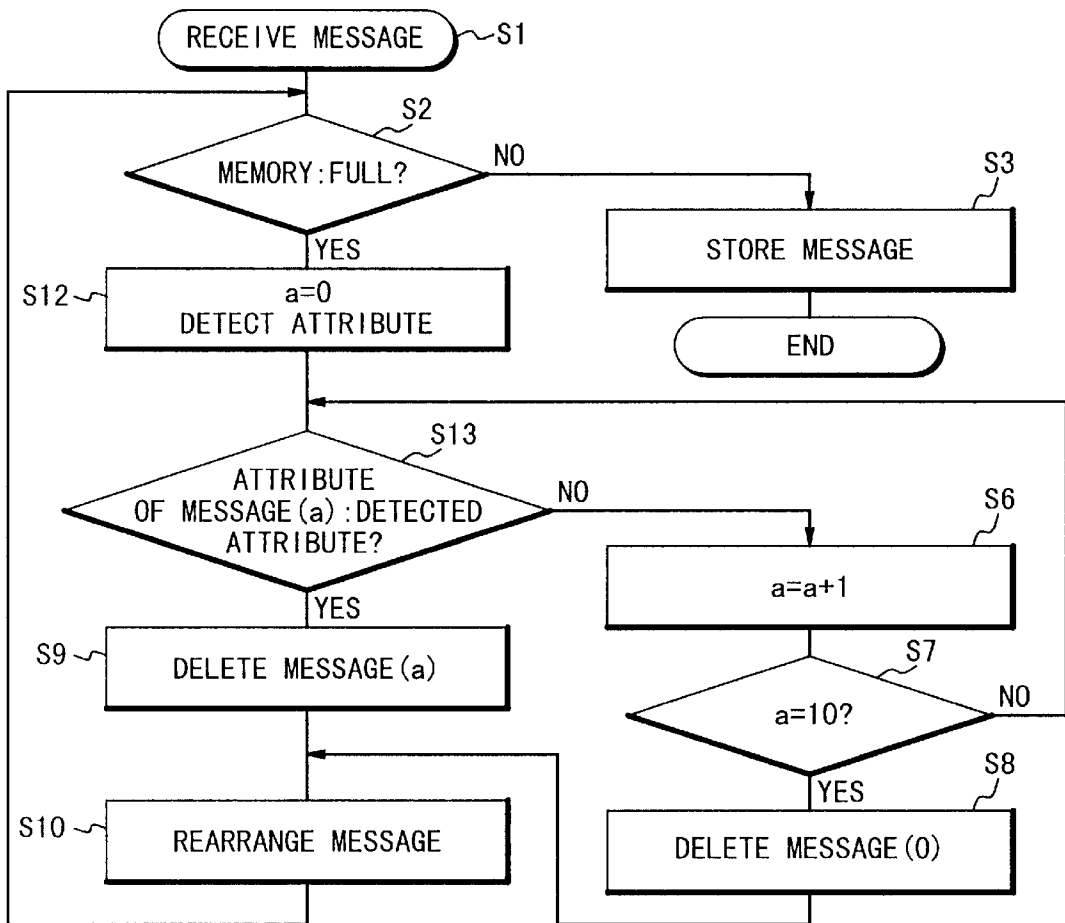 RECEIVE MESSAGE
S1
S2
MEMORY:FULL?
NO
YES
S3
STORE MESSAGE
END
S12
a=0
DETECT ATTRIBUTE
S13
ATTRIBUTE
OF MESSAGE(a):DETECTED
ATTRIBUTE?
NO
YES
S6
a=a+1
S9
DELETE MESSAGE(a)
S7
a=10?
NO
YES
S8
DELETE MESSAGE(0)
S10
REARRANGE MESSAGE